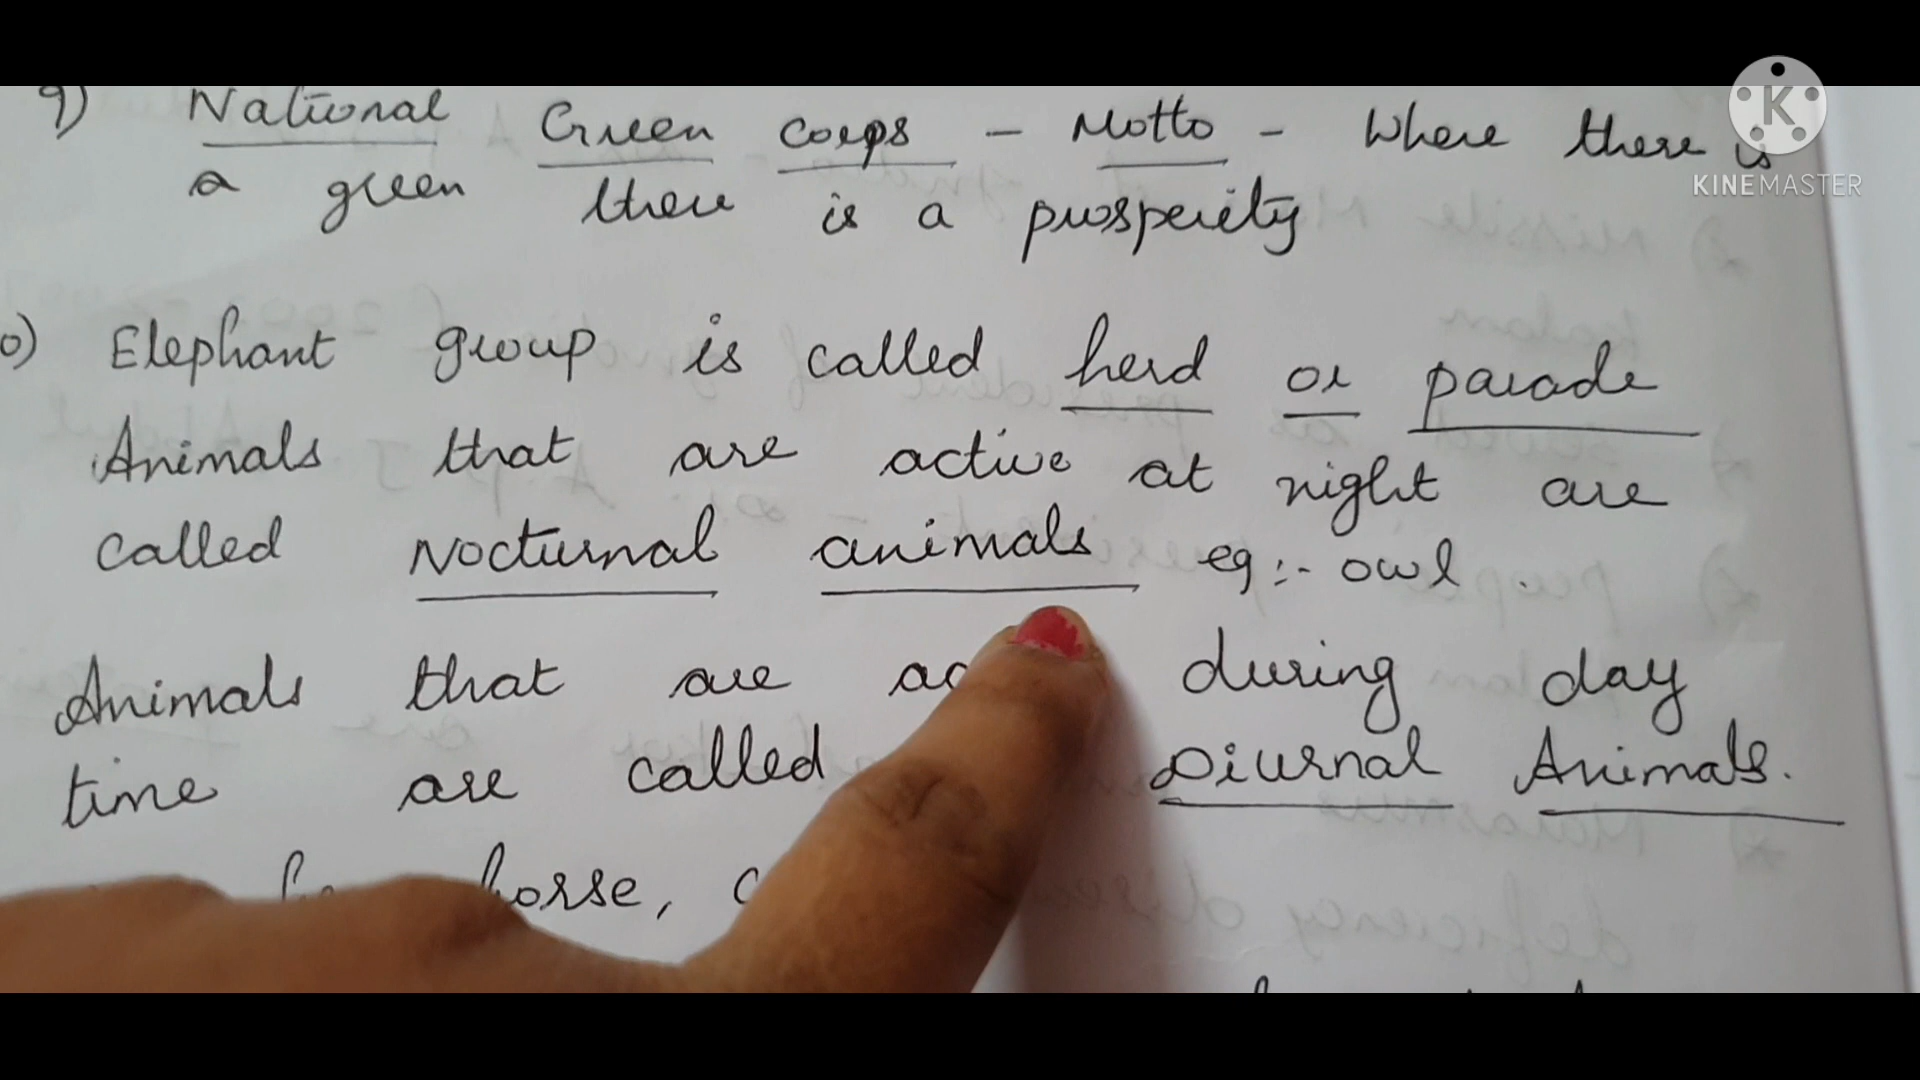 9) National Green Corps - Motto - Where there is
a green there is a prosperity
0) Elephant group is called herd or parade
Animals that are active at night are
called Nocturnal animals eg:- owl.
Animals that are during day
time are called Diurnal Animals.
horse,
K
KINEMASTER